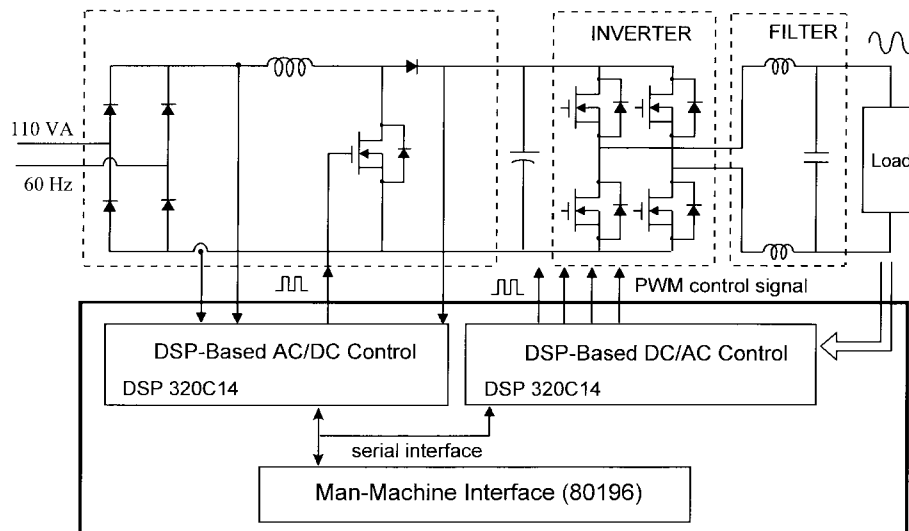 INVERTER
FILTER
110 VA
60 Hz
Load
PWM control signal
DSP-Based AC/DC Control
DSP 320C14
DSP-Based DC/AC Control
DSP 320C14
serial interface
Man-Machine Interface (80196)